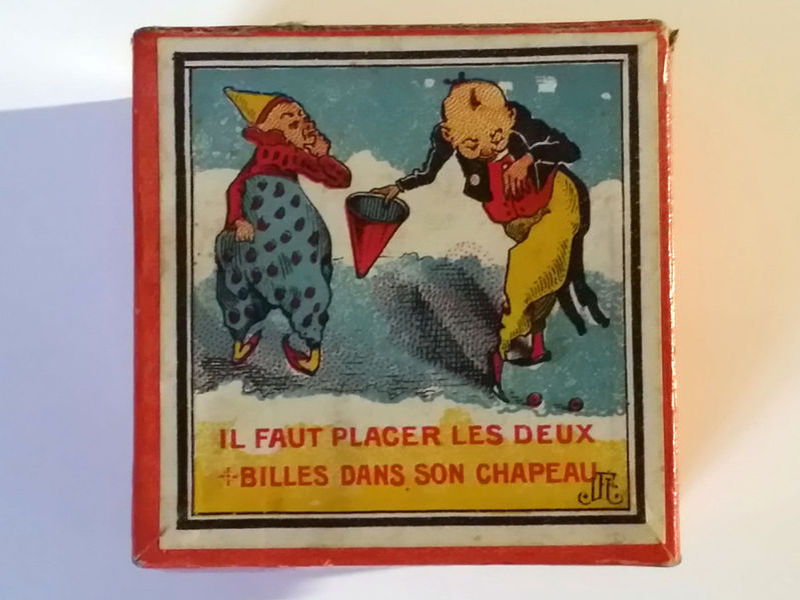 IL FAUT PLACER LES DEUX
BILLES DANS SON CHAPEAU